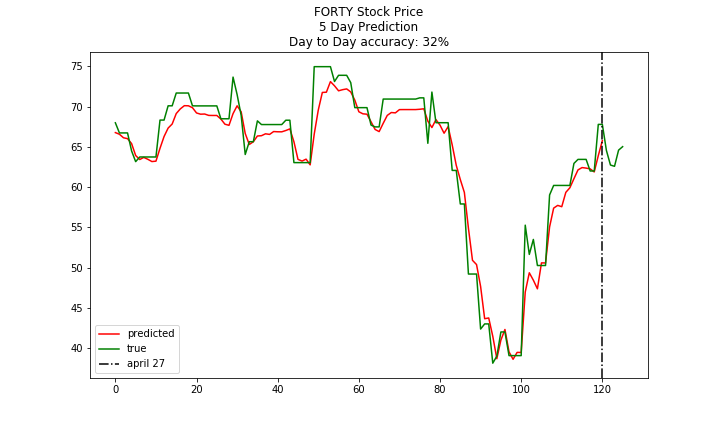 FORTY Stock Price
5 Day Prediction
Day to Day accuracy: 32%
75
70
65
60
55
50
45
40
predicted
true
april 27
0 20 40 60 80 100 120